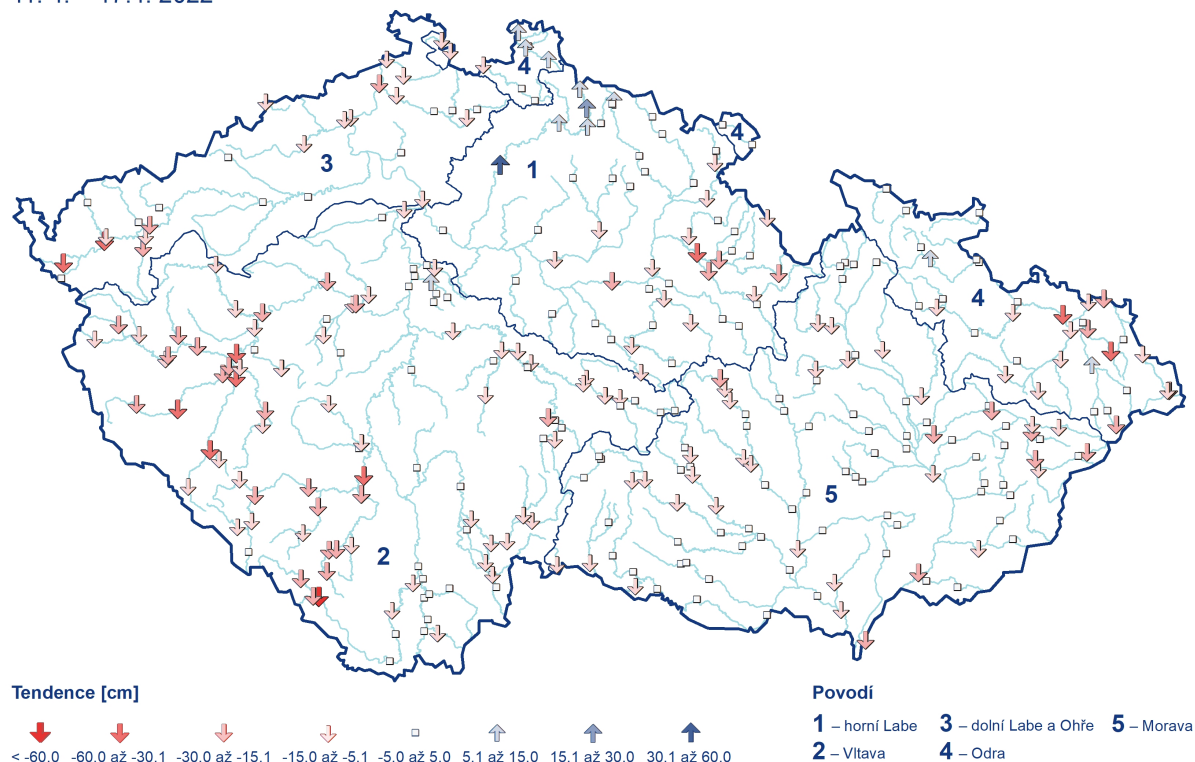 4
4
3
1
4
5
2
Tendence [cm]
< -60.0 -60.0 až -30.1 -30.0 až -15.1 -15.0 až -5.1 -5.0 až 5.0 5.1 až 15.0 15.1 až 30.0 30.1 až 60.0
Povodí
1 – horní Labe 3 – dolní Labe a Ohře 5 – Morava
2 – Vltava 4 – Odra